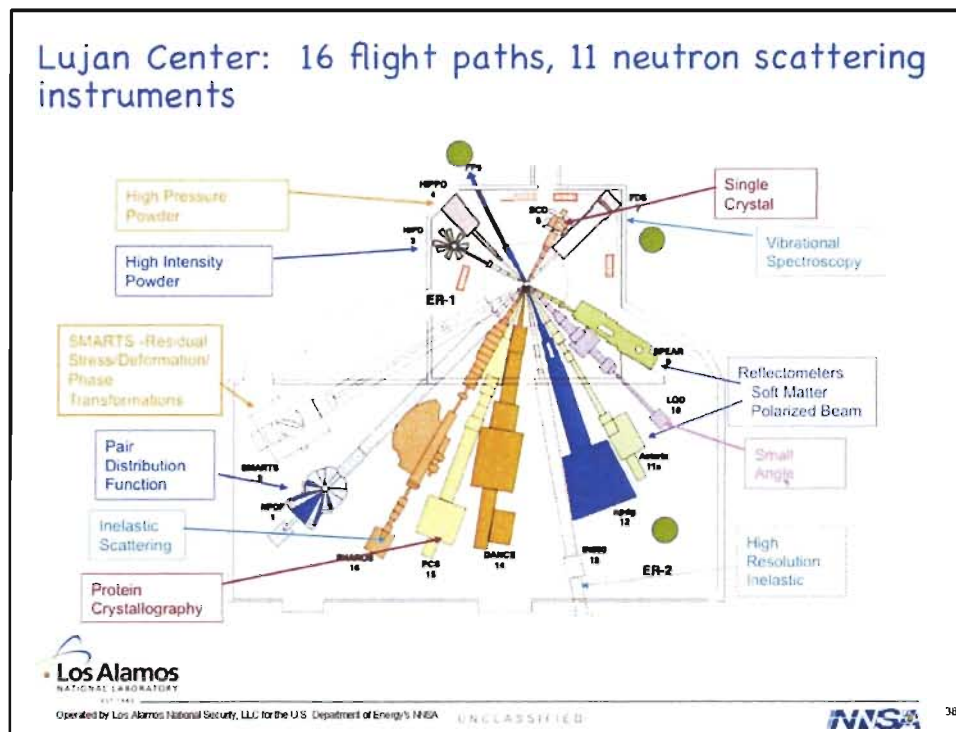 Lujan Center: 16 flight paths, 11 neutron scattering
instruments
High Pressure
Powder
High Intensity
Powder
SMARTS -Residual
Stress/Deformation/
Phase
Transformations
Pair
Distribution
Function
Inelastic
Scattering
Protein
Crystallography
HIPPO
4
3
ER-1
SMARTS
1
16
PCS
15
DANCE
14
12
ER-2
SPEAR
9
LQD
10
Asterix
11a
Single
Crystal
Vibrational
Spectroscopy
Reflectometers
Soft Matter
Polarized Beam
Small
Angle
High
Resolution
Inelastic
Los Alamos
NATIONAL LABORATORY
Operated by Los Alamos National Security, LLC for the U.S. Department of Energy's NNSA
UNCLASSIFIED
NNSA
38